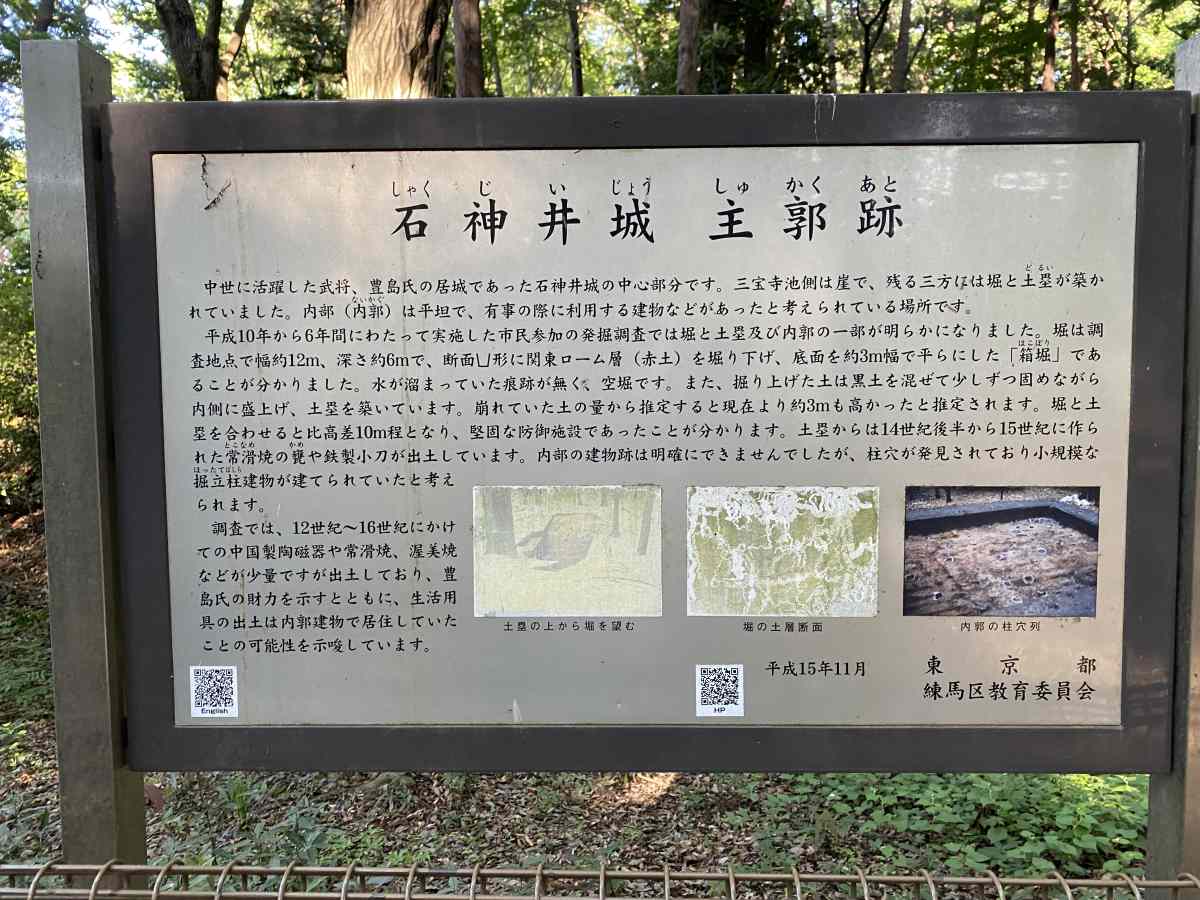 しゃくじいじょう しゅかくあと
石神井城 主郭跡
中世に活躍した武将、豊島氏の居城であった石神井城の中心部分です。三宝寺池側は崖で、残る三方には堀と土塁(どるい)が築か
れていました。内部（内郭(ないかく)）は平坦で、有事の際に利用する建物などがあったと考えられている場所です。
平成10年から6年間にわたって実施した市民参加の発掘調査では堀と土塁及び内郭の一部が明らかになりました。堀は調
査地点で幅約12m、深さ約6mで、断面凵形に関東ローム層（赤土）を掘り下げ、底面を約3m幅で平らにした「箱堀(はこぼり)」であ
ることが分かりました。水が溜まっていた痕跡が無く、空堀です。また、掘り上げた土は黒土を混ぜて少しずつ固めながら
内側に盛上げ、土塁を築いています。崩れていた土の量から推定すると現在より約3mも高かったと推定されます。堀と土
塁を合わせると比高差10m程となり、堅固な防御施設であったことが分かります。土塁からは14世紀後半から15世紀に作ら
れた常滑(とこなめ)焼の甕(かめ)や鉄製小刀が出土しています。内部の建物跡は明確にできませんでしたが、柱穴が発見されており小規模な
掘立柱(ほったてばしら)建物が建てられていたと考え
られます。
調査では、12世紀～16世紀にかけ
ての中国製陶磁器や常滑焼、渥美焼
などが少量ですが出土しており、豊
島氏の財力を示すとともに、生活用
具の出土は内郭建物で居住していた
ことの可能性を示唆しています。
土塁の上から堀を望む
堀の土層断面
内郭の柱穴列
English
HP
平成15年11月
東京都
練馬区教育委員会